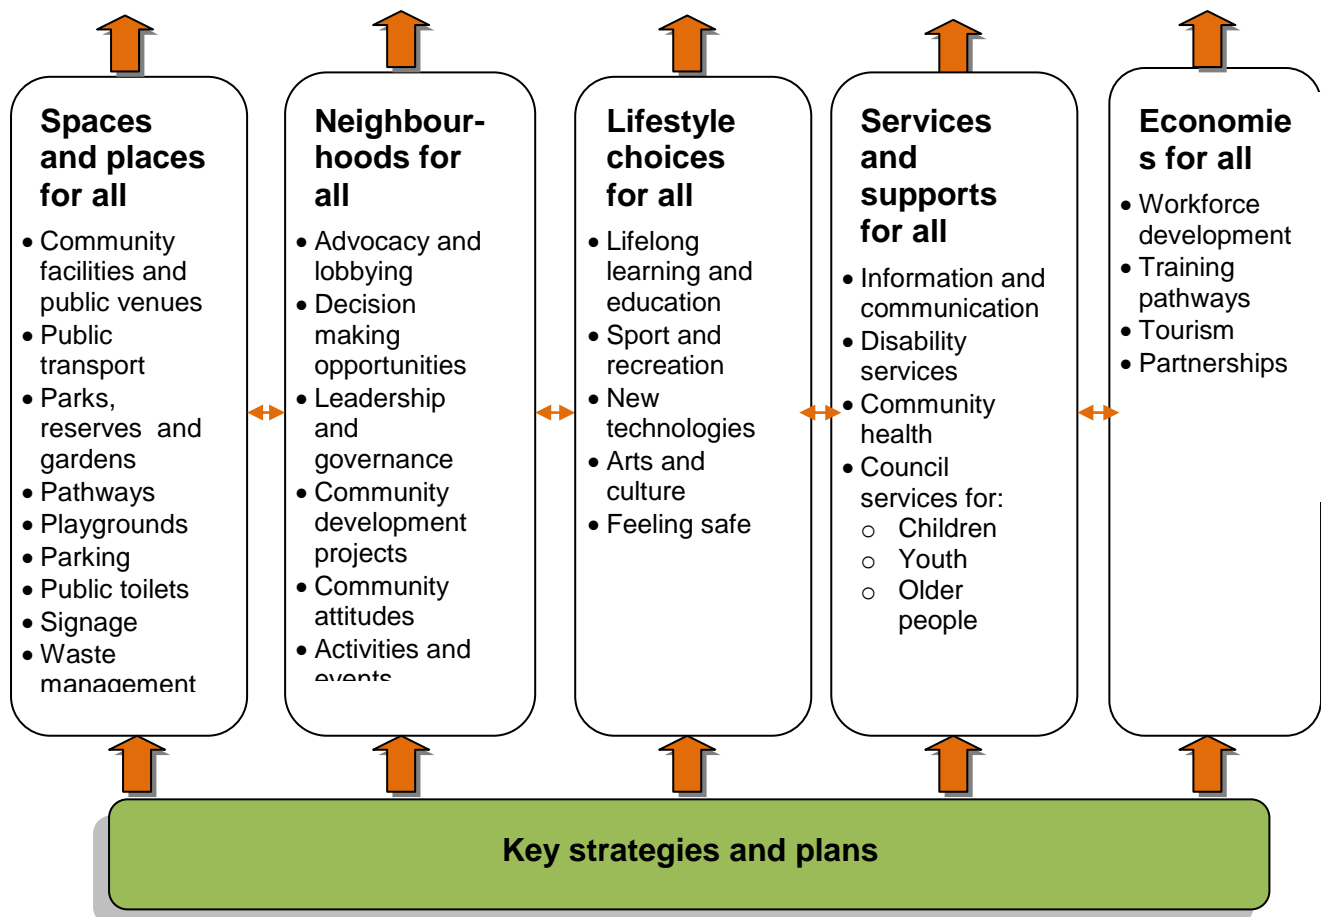 Spaces
and places
for all
• Community
facilities and
public venues
• Public
transport
• Parks,
reserves and
gardens
• Pathways
• Playgrounds
• Parking
• Public toilets
• Signage
• Waste
management
Neighbour-
hoods for
all
• Advocacy and
lobbying
• Decision
making
opportunities
• Leadership
and
governance
• Community
development
projects
• Community
attitudes
• Activities and
events
Lifestyle
choices
for all
• Lifelong
learning and
education
• Sport and
recreation
• New
technologies
• Arts and
culture
• Feeling safe
Services
and
supports
for all
• Information and
communication
• Disability
services
• Community
health
• Council
services for:
o Children
o Youth
o Older
people
Economie
s for all
• Workforce
development
• Training
pathways
• Tourism
• Partnerships
Key strategies and plans